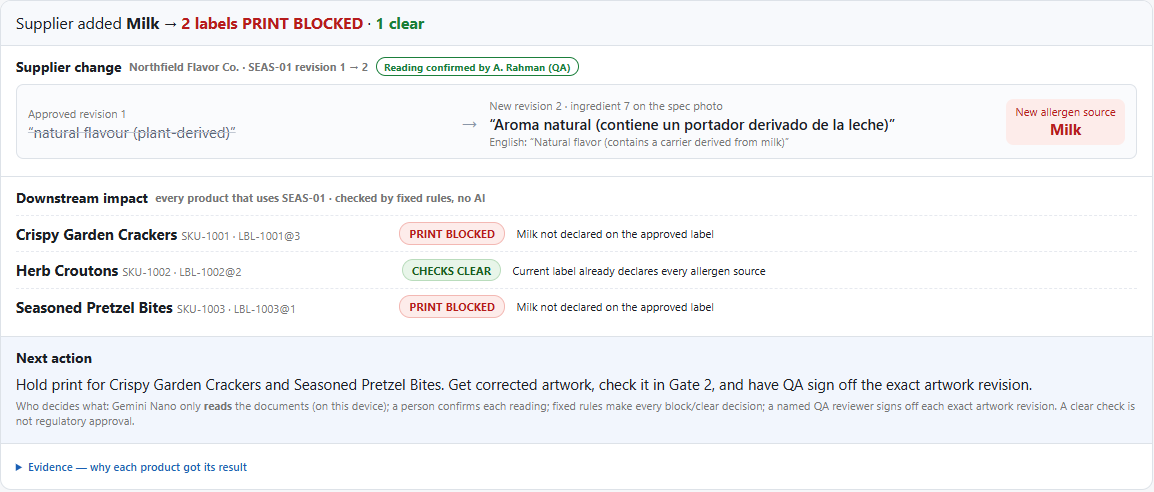 Supplier added Milk → 2 labels PRINT BLOCKED · 1 clear
Supplier change Northfield Flavor Co. · SEAS-01 revision 1 → 2 Reading confirmed by A. Rahman (QA)
Approved revision 1
“natural flavour (plant-derived)”
→
New revision 2 · ingredient 7 on the spec photo
“Aroma natural (contiene un portador derivado de la leche)”
English: “Natural flavor (contains a carrier derived from milk)”
New allergen source
Milk
Downstream impact every product that uses SEAS-01 · checked by fixed rules, no AI
Crispy Garden Crackers SKU-1001 · LBL-1001@3 PRINT BLOCKED Milk not declared on the approved label
Herb Croutons SKU-1002 · LBL-1002@2 CHECKS CLEAR Current label already declares every allergen source
Seasoned Pretzel Bites SKU-1003 · LBL-1003@1 PRINT BLOCKED Milk not declared on the approved label
Next action
Hold print for Crispy Garden Crackers and Seasoned Pretzel Bites. Get corrected artwork, check it in Gate 2, and have QA sign off the exact artwork revision.
Who decides what: Gemini Nano only reads the documents (on this device); a person confirms each reading; fixed rules make every block/clear decision; a named QA reviewer signs off each exact artwork revision. A clear check is
not regulatory approval.
▶ Evidence — why each product got its result